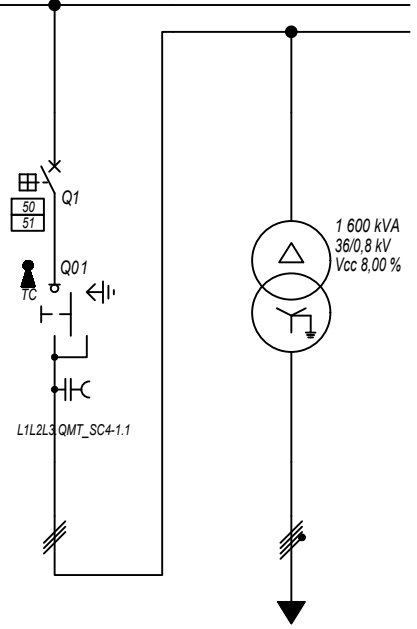 Q1
50
51
Q01
TC
L1L2L3.QMT_SC4-1.1
1 600 kVA
36/0,8 kV
Vcc 8,00 %